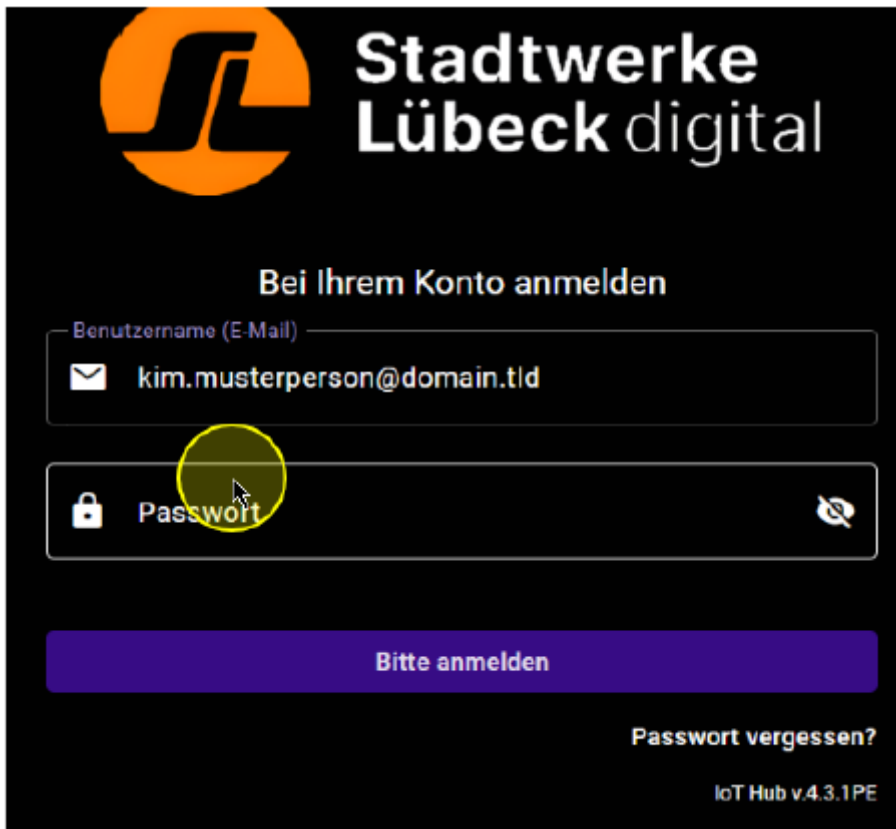 Stadtwerke
Lübeck digital
Bei Ihrem Konto anmelden
Benutzername (E-Mail)
kim.musterperson@domain.tld
Passwort
Bitte anmelden
Passwort vergessen?
IoT Hub v.4.3.1PE